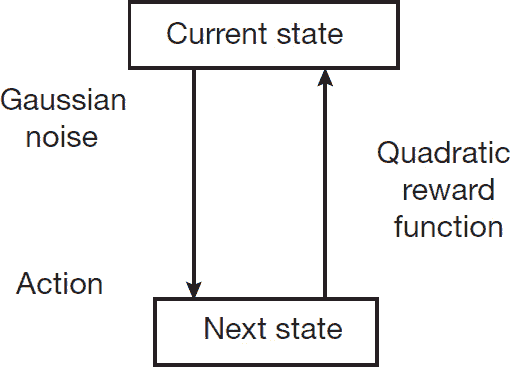 Current state
Gaussian
noise
Quadratic
reward
function
Action
Next state